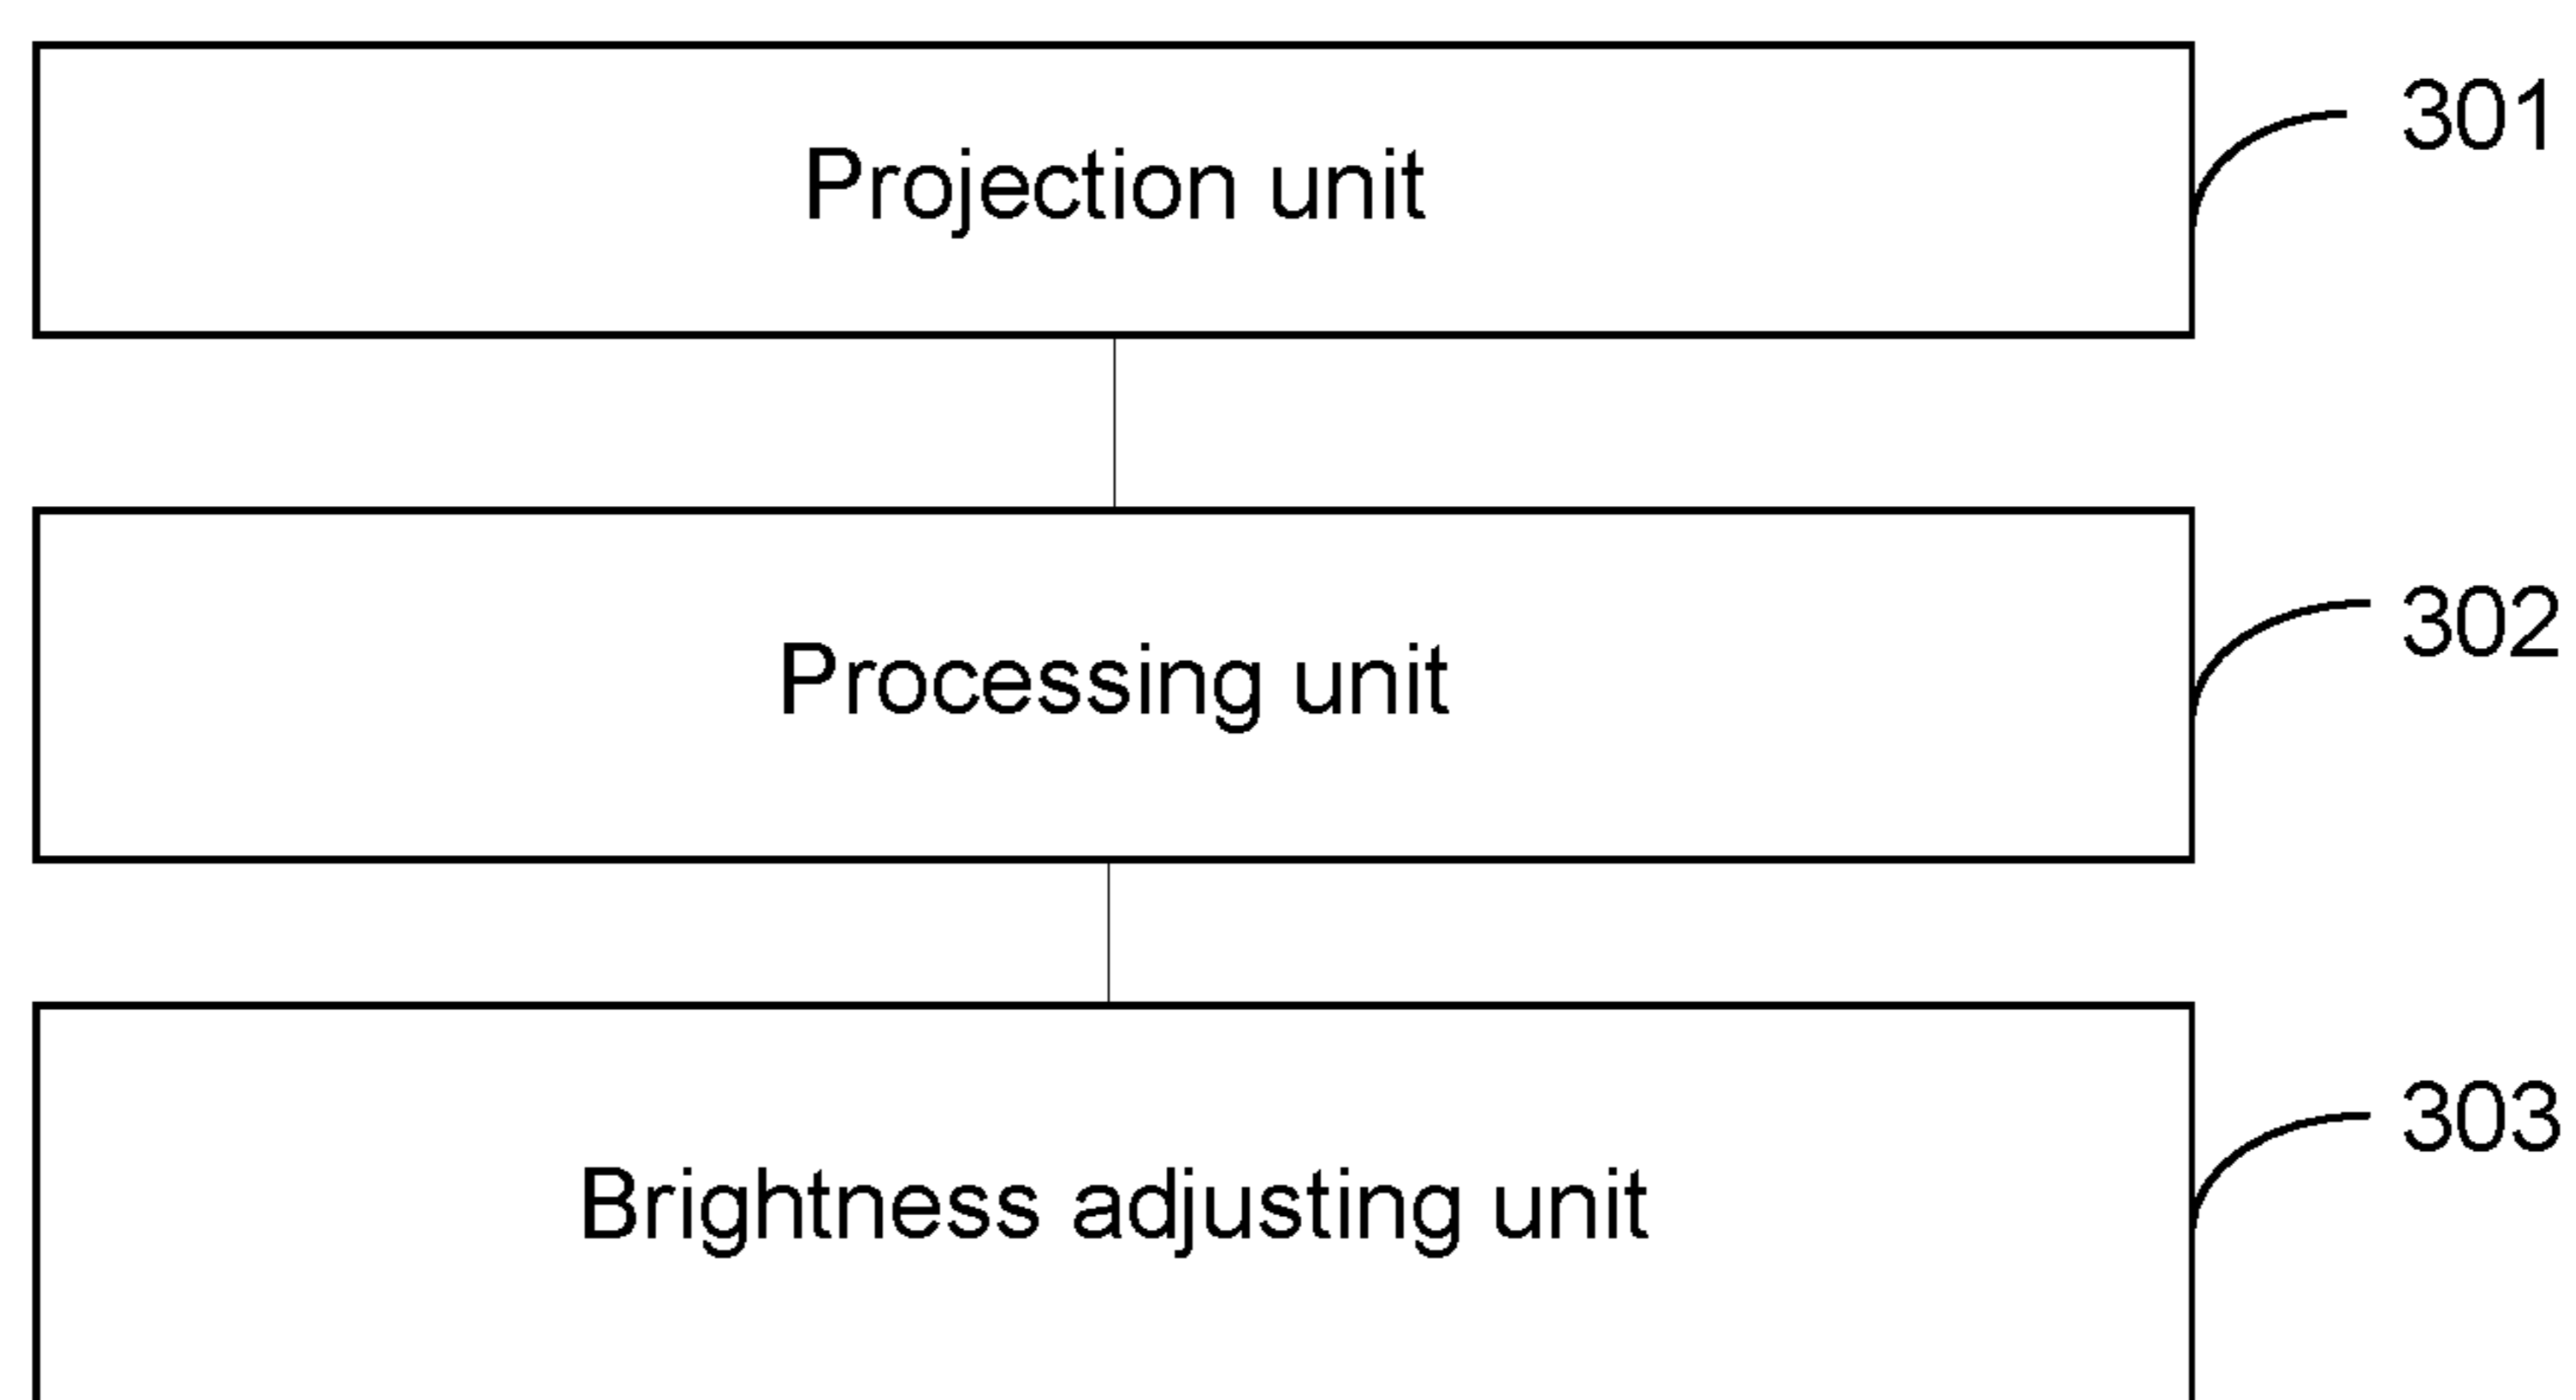 Projection unit
301
Processing unit
302
Brightness adjusting unit
303